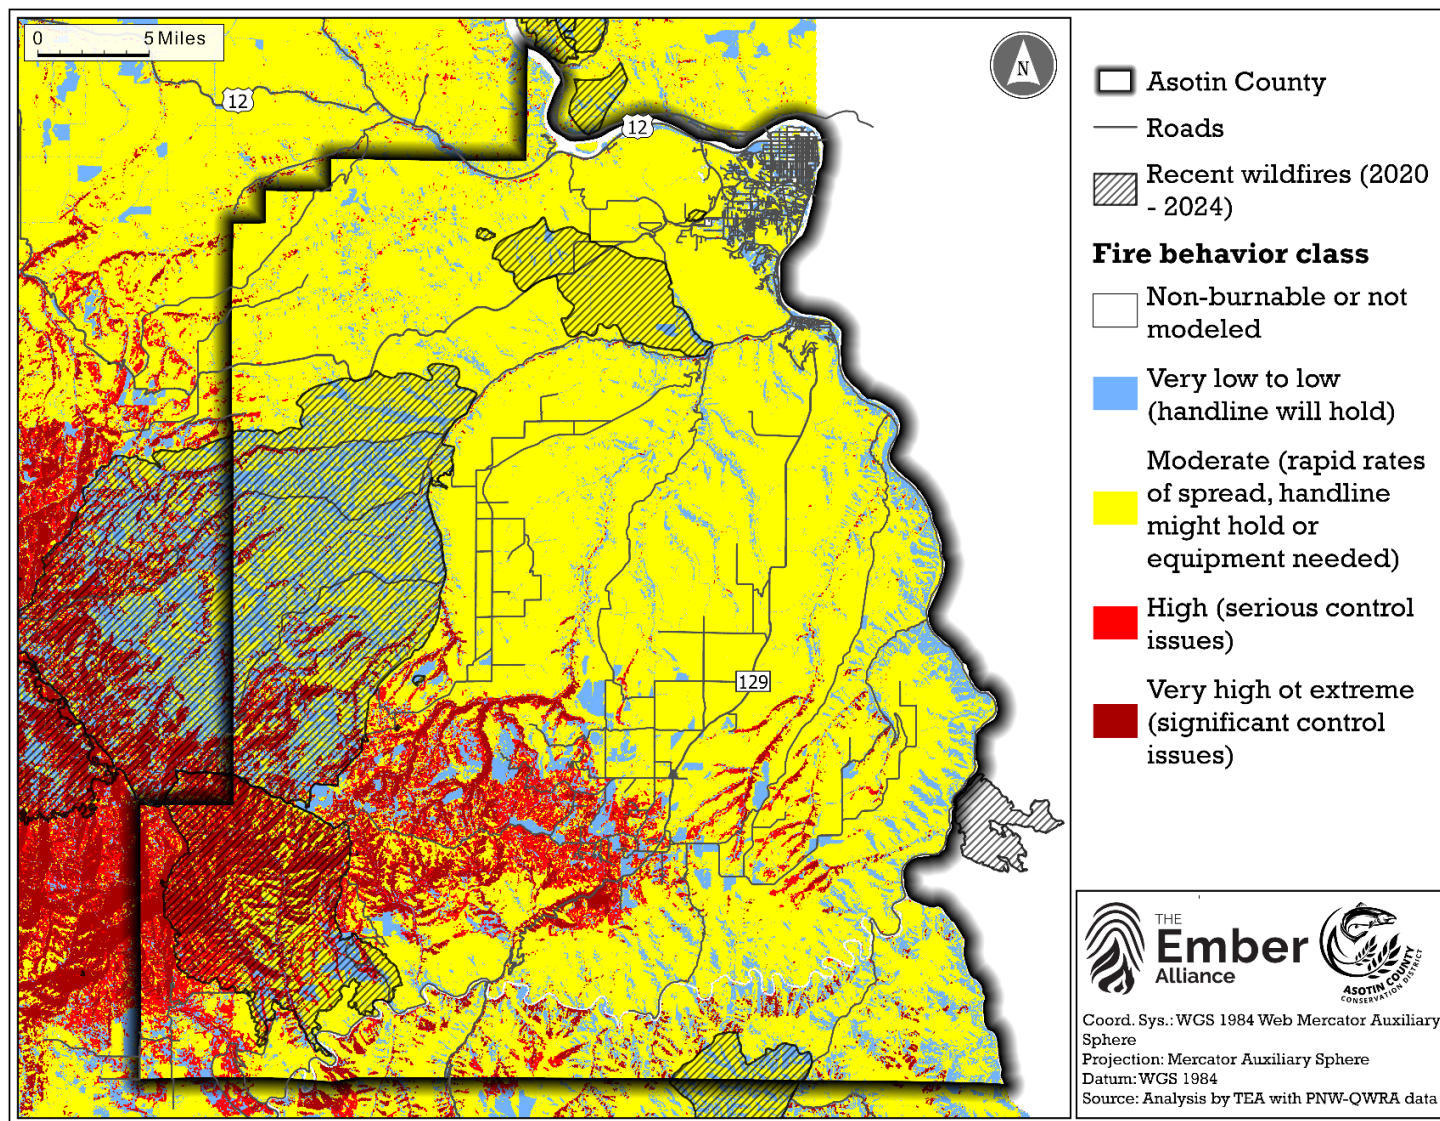 0 5 Miles
12
12
N
129
Asotin County
Roads
Recent wildfires (2020
- 2024)
Fire behavior class
Non-burnable or not
modeled
Very low to low
(handline will hold)
Moderate (rapid rates
of spread, handline
might hold or
equipment needed)
High (serious control
issues)
Very high ot extreme
(significant control
issues)
THE
Ember
Alliance
ASOTIN COUNTY
CONSERVATION DISTRICT
Coord. Sys.: WGS 1984 Web Mercator Auxiliary
Sphere
Projection: Mercator Auxiliary Sphere
Datum: WGS 1984
Source: Analysis by TEA with PNW-QWRA data